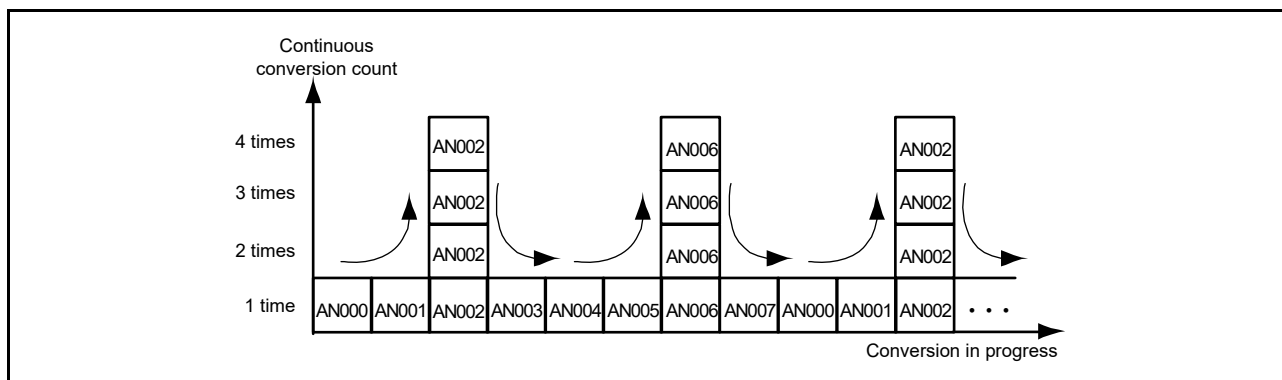 Continuous
conversion count
4 times
AN002
AN006
AN002
3 times
AN002
AN006
AN002
2 times
AN002
AN006
AN002
1 time
AN000
AN001
AN002
AN003
AN004
AN005
AN006
AN007
AN000
AN001
AN002
· · ·
Conversion in progress